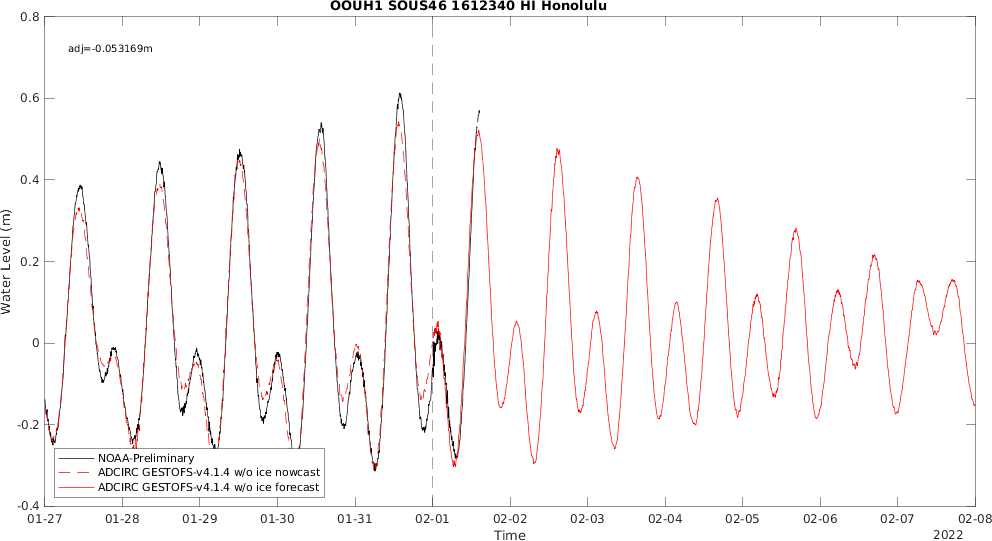 OOUH1 SOUS46 1612340 HI Honolulu
adj=-0.053169m
Water Level (m)
0.8
0.6
0.4
0.2
0
-0.2
-0.4
NOAA-Preliminary
ADCIRC GESTOFS-v4.1.4 w/o ice nowcast
ADCIRC GESTOFS-v4.1.4 w/o ice forecast
01-27 01-28 01-29 01-30 01-31 02-01 02-02 02-03 02-04 02-05 02-06 02-07 02-08
Time
2022